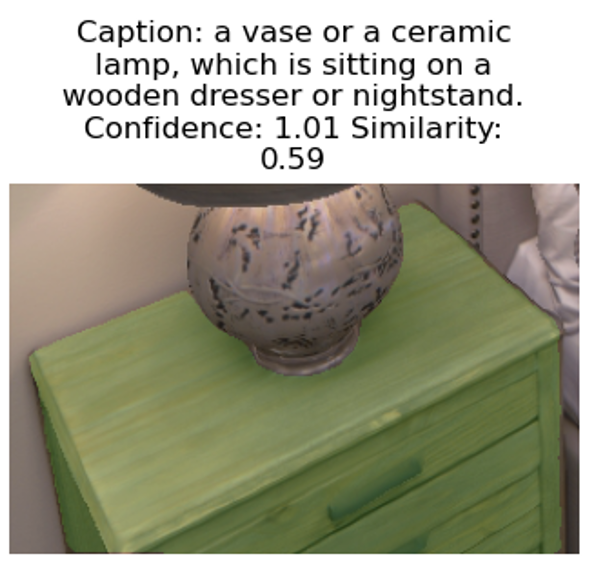 Caption: a vase or a ceramic
lamp, which is sitting on a
wooden dresser or nightstand.
Confidence: 1.01 Similarity:
0.59